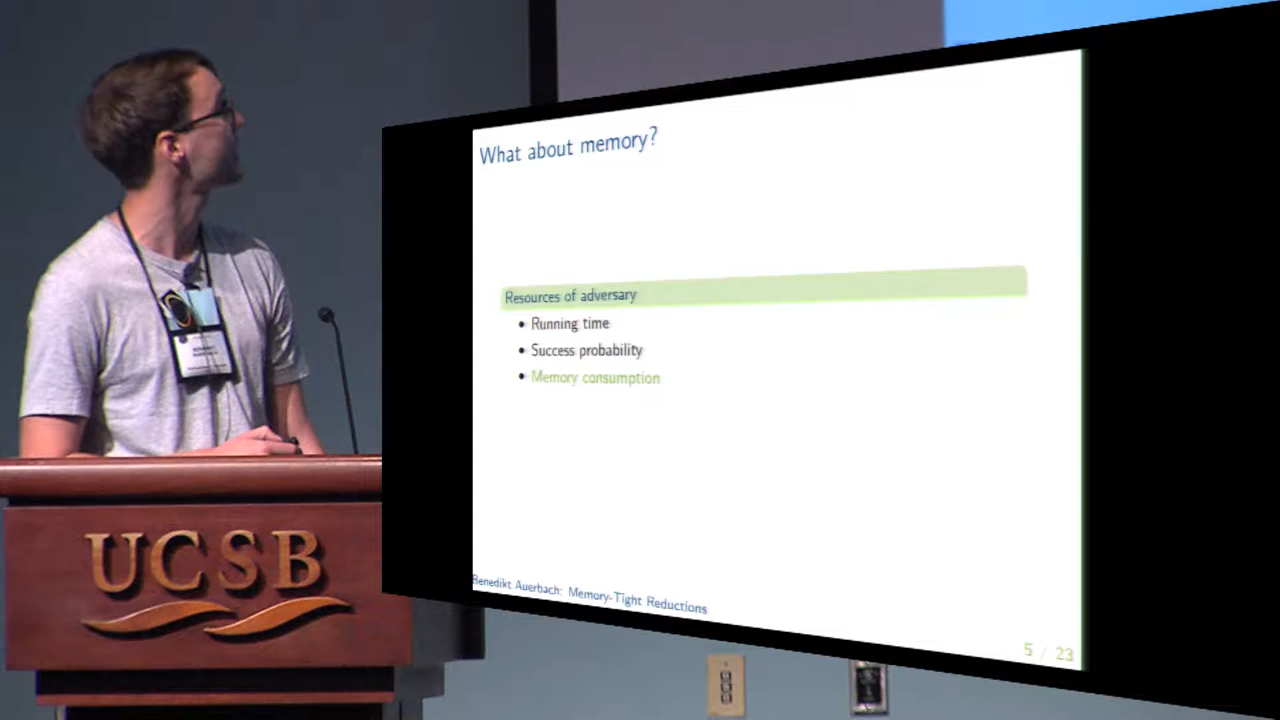 What about memory?
Resources of adversary
• Running time
• Success probability
• Memory consumption
Benedikt Auerbach: Memory-Tight Reductions
5 / 23
UCSB